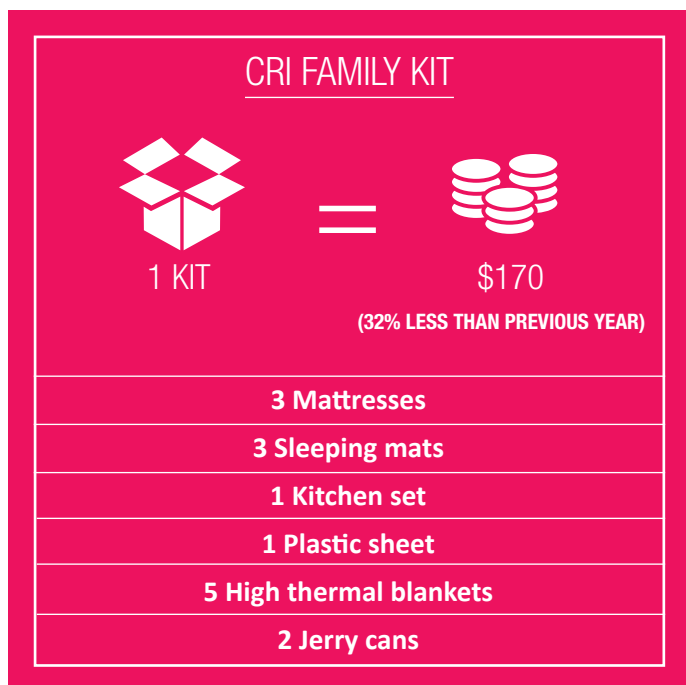 CRI FAMILY KIT
=
1 KIT
$170
(32% LESS THAN PREVIOUS YEAR)
3 Mattresses
3 Sleeping mats
1 Kitchen set
1 Plastic sheet
5 High thermal blankets
2 Jerry cans